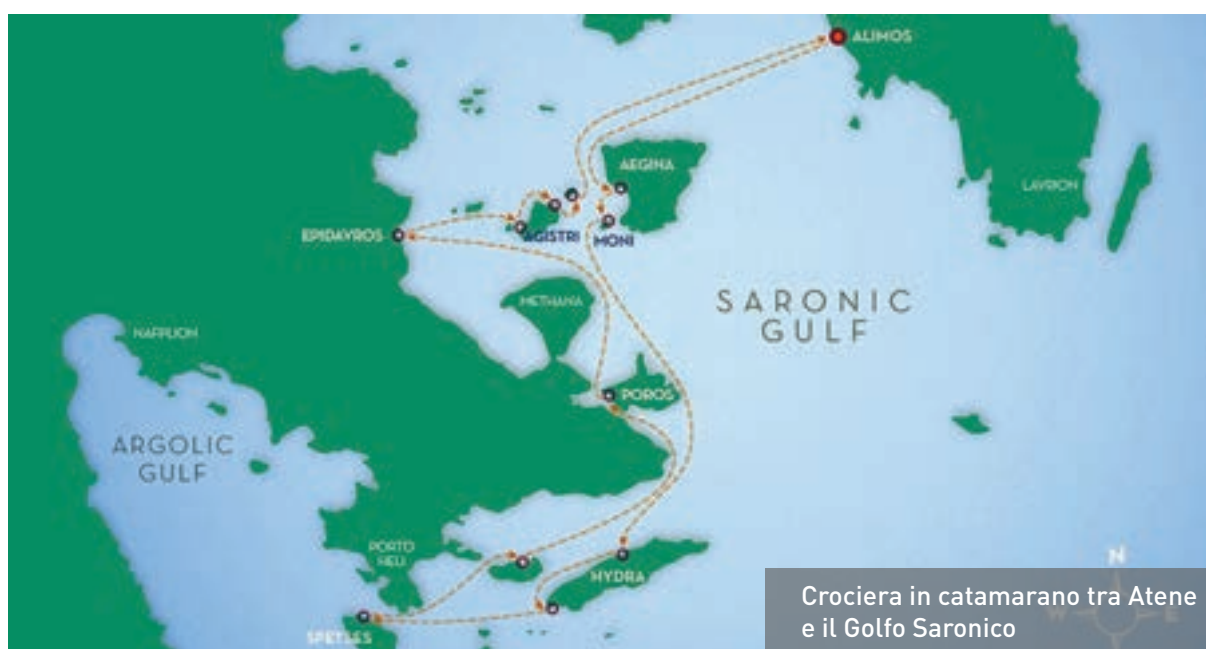 ALIMOS
AEGINA
LAVRION
EPIDAVROS
AGISTRI
MONI
METHANA
SARONIC
GULF
NAFPLION
POROS
ARGOLIC
GULF
PORTO
HELI
HYDRA
SPETSES
N
W
E
Crociera in catamarano tra Atene
e il Golfo Saronico